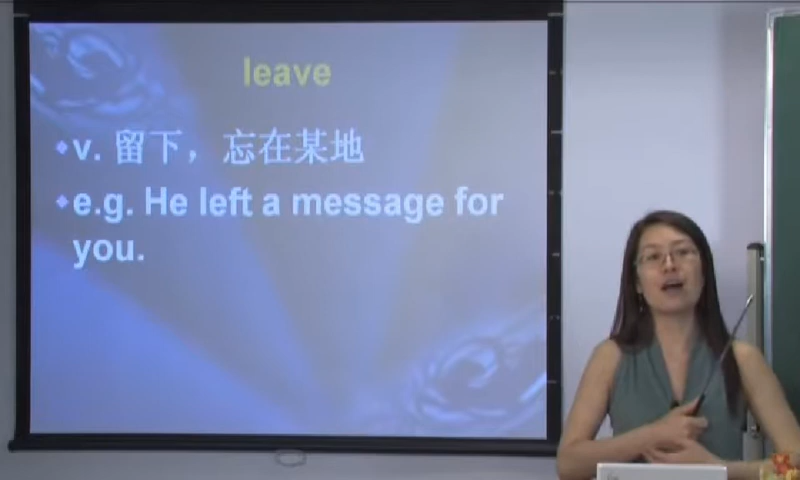 leave
v. 留下，忘在某地
e.g. He left a message for
you.